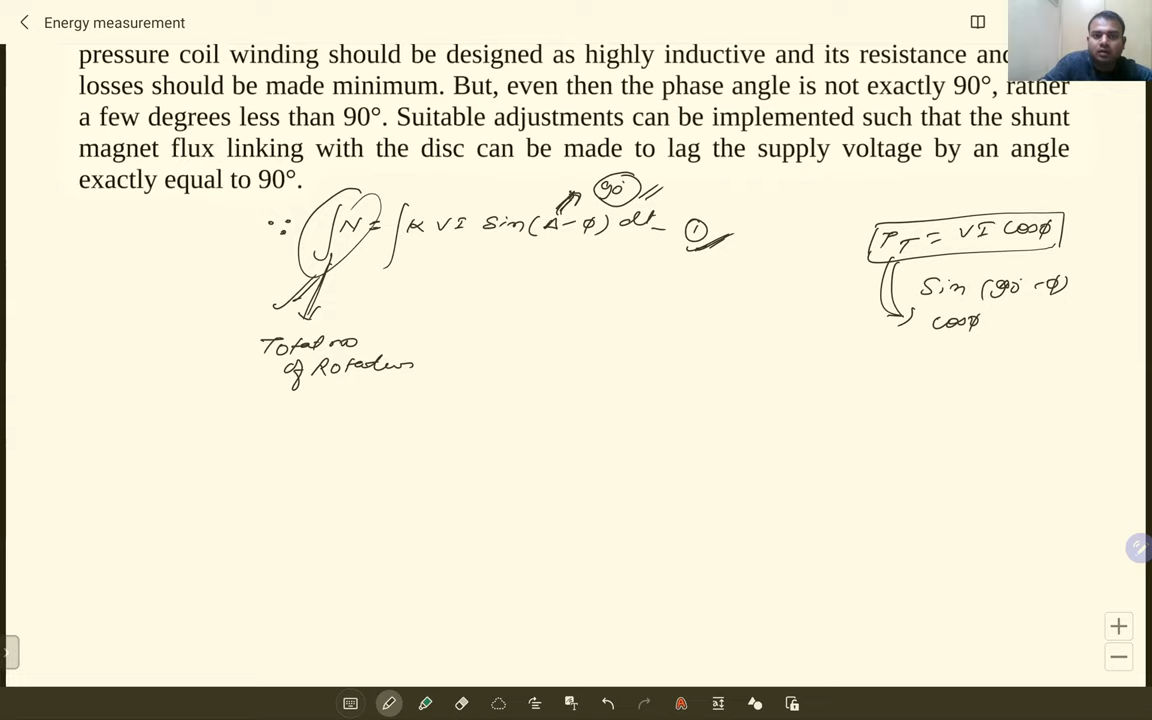 Energy measurement
pressure coil winding should be designed as highly inductive and its resistance and
losses should be made minimum. But, even then the phase angle is not exactly 90°, rather
a few degrees less than 90°. Suitable adjustments can be implemented such that the shunt
magnet flux linking with the disc can be made to lag the supply voltage by an angle
exactly equal to 90°.
90°
∵ ∫N = ∫K VI Sin(Δ-φ) dt - ①
P_T = VI cosφ
Sin (90° - φ)
cosφ
Total no
of Rotations